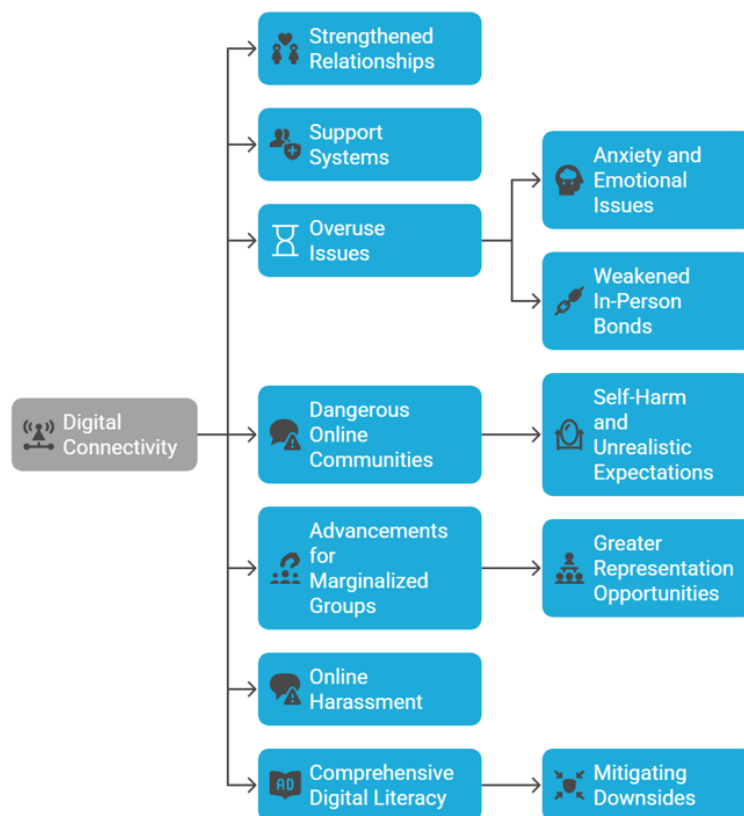 Strengthened
Relationships
Support
Systems
Anxiety and
Emotional
Issues
Overuse
Issues
Weakened
In-Person
Bonds
Digital
Connectivity
Dangerous
Online
Communities
Self-Harm
and
Unrealistic
Expectations
Advancements
for
Marginalized
Groups
Greater
Representation
Opportunities
Online
Harassment
AD
Comprehensive
Digital Literacy
Mitigating
Downsides